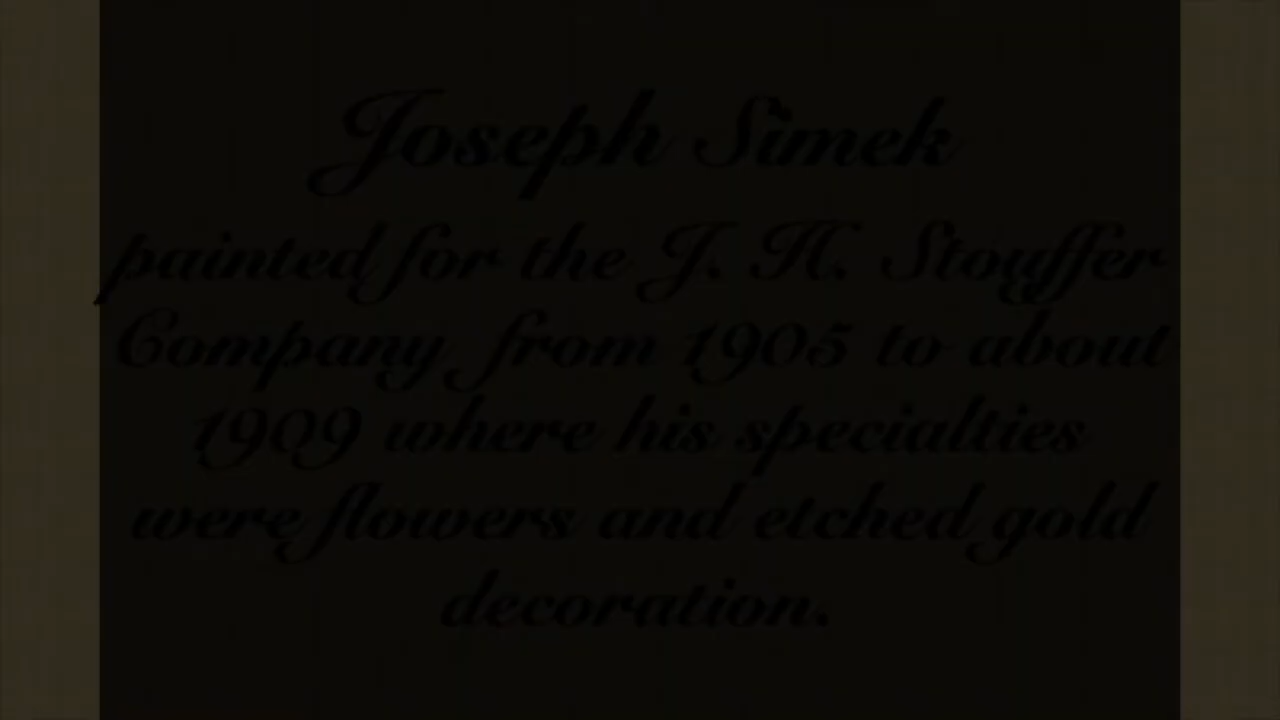 Joseph Simek
painted for the J. H. Stouffer
Company, from 1905 to about
1909 where his specialties
were flowers and etched gold
decoration.